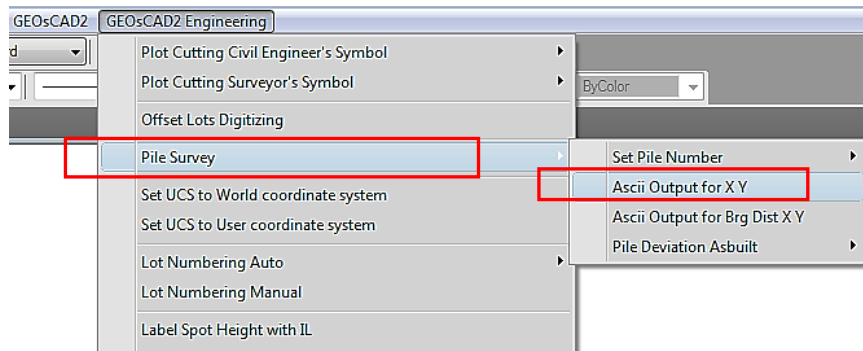 GEOsCAD2 GEOsCAD2 Engineering
rd
Plot Cutting Civil Engineer's Symbol
Plot Cutting Surveyor's Symbol
ByColor
Offset Lots Digitizing
Pile Survey
Set Pile Number
Set UCS to World coordinate system
Ascii Output for X Y
Set UCS to User coordinate system
Ascii Output for Brg Dist X Y
Pile Deviation Asbuilt
Lot Numbering Auto
Lot Numbering Manual
Label Spot Height with IL